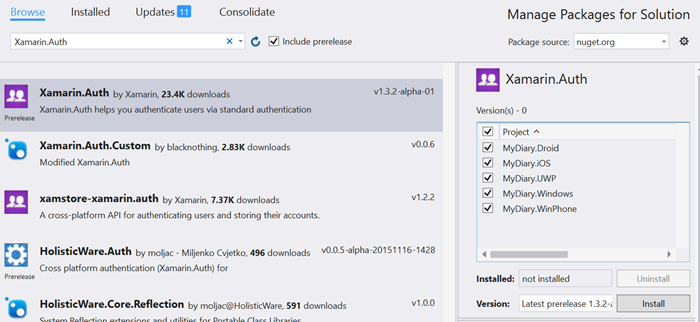 Browse Installed Updates 11 Consolidate
Manage Packages for Solution
Xamarin.Auth
Include prerelease
Package source: nuget.org
Xamarin.Auth by Xamarin, 23.4K downloads
v1.3.2-alpha-01
Xamarin.Auth helps you authenticate users via standard authentication
Prerelease
Xamarin.Auth.Custom by blacknothing, 2.83K downloads
v0.0.6
Modified Xamarin.Auth
xamstore-xamarin.auth by Xamarin, 7.37K downloads
v1.2.2
A cross-platform API for authenticating users and storing their accounts.
HolisticWare.Auth by moljac - Miljenko Cvjetko, 496 downloads
v0.0.5-alpha-20151116-1428
Cross platform authentication (Xamarin.Auth) for
Prerelease
HolisticWare.Core.Reflection by moljac@HolisticWare, 591 downloads
v1.0.0
System Reflection extensions and utilities for Portable Class Libraries
Xamarin.Auth
Version(s) - 0
Project
MyDiary.Droid
MyDiary.iOS
MyDiary.UWP
MyDiary.Windows
MyDiary.WinPhone
Installed: not installed Uninstall
Version: Latest prerelease 1.3.2-a Install